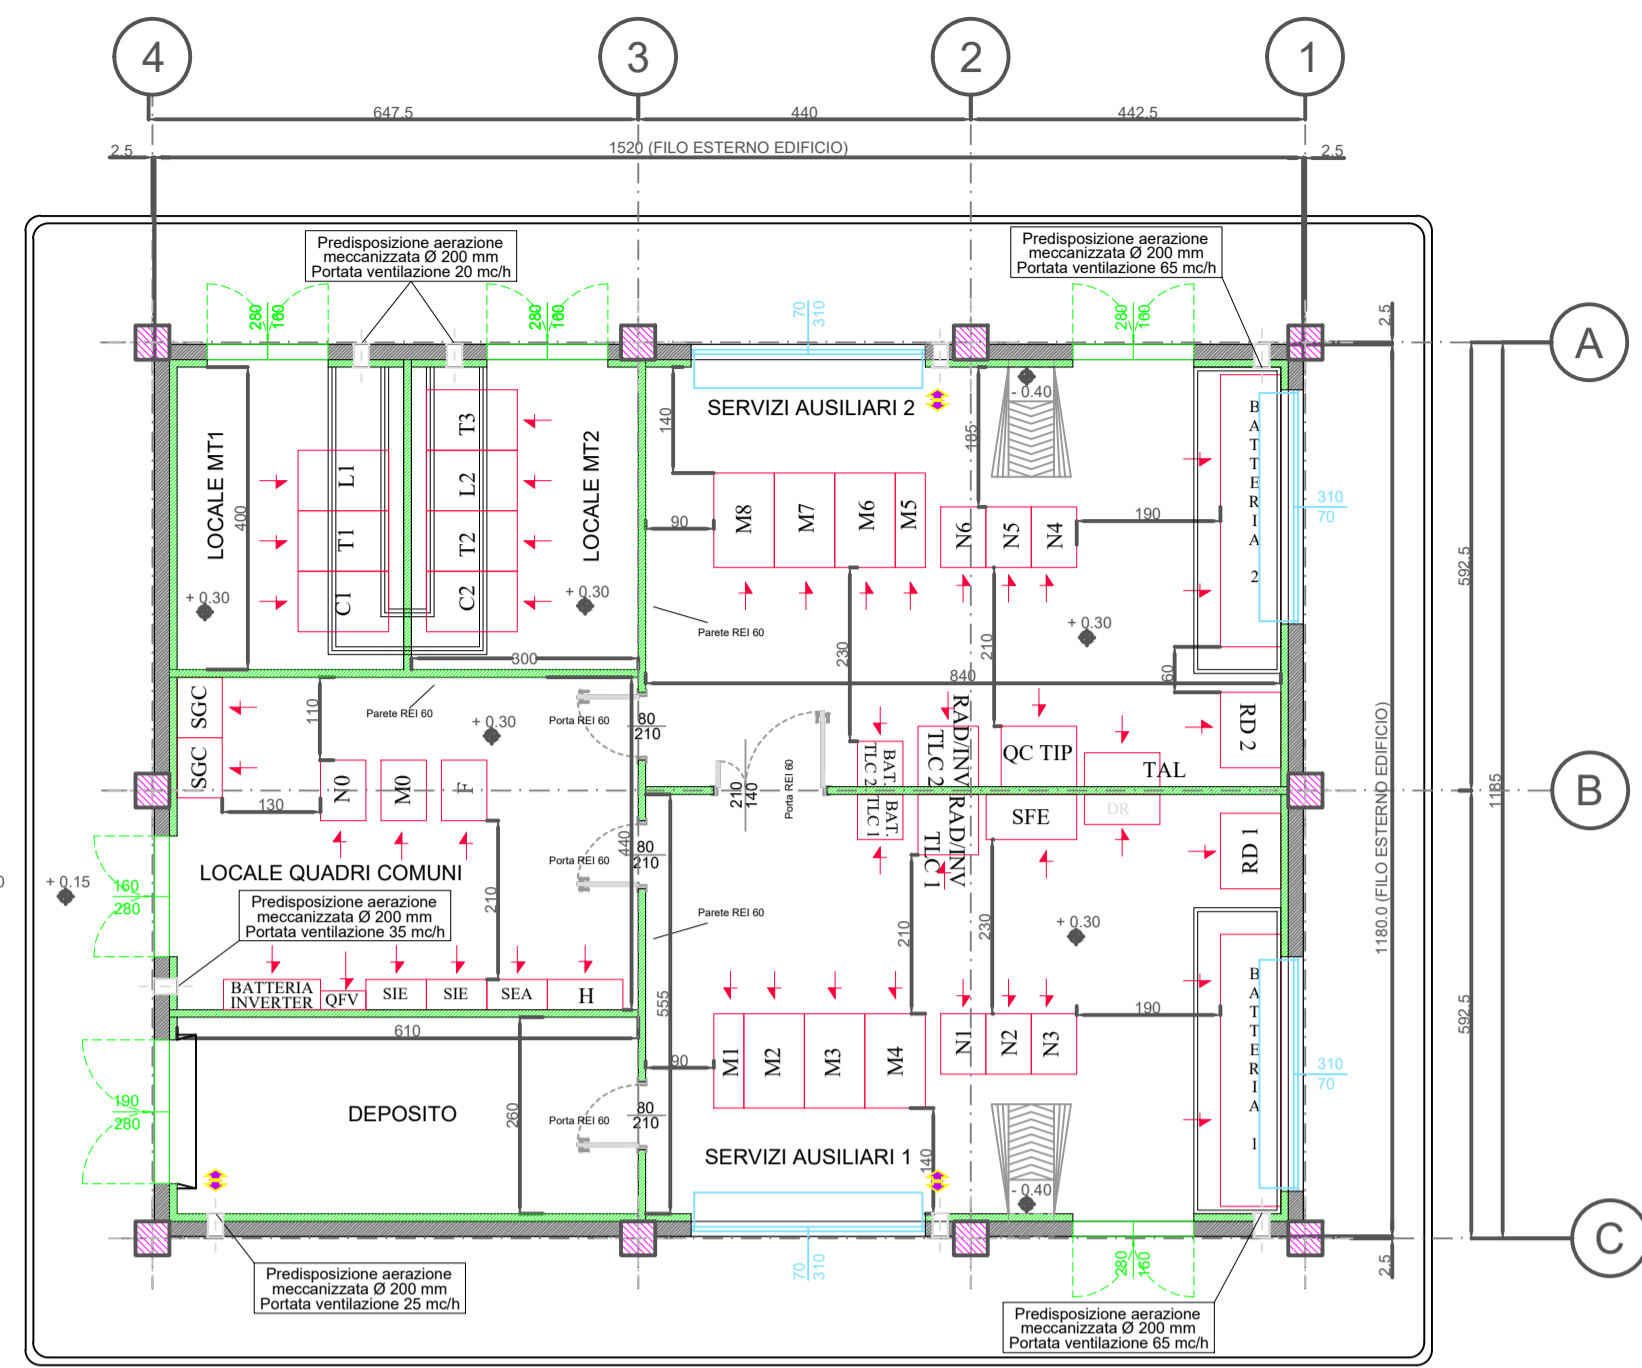 4
3
2
1
647.5
440
442.5
2.5
1520 (FILO ESTERNO EDIFICIO)
2.5
Predisposizione aerazione
meccanizzata Ø 200 mm
Portata ventilazione 20 mc/h
Predisposizione aerazione
meccanizzata Ø 200 mm
Portata ventilazione 65 mc/h
280
160
280
160
70
310
280
160
2.5
A
LOCALE MT1
400
L1
T1
C1
+ 0.30
T3
L2
T2
C2
LOCALE MT2
+ 0.30
300
SERVIZI AUSILIARI 2
140
90
M8
M7
M6
M5
185
- 0.40
N6
N5
N4
190
BATTERIA 2
310
70
592.5
Parete REI 60
230
210
+ 0.30
840
60
SGC
SGC
110
Parete REI 60
+ 0.30
Porta REI 60
80
210
130
N0
M0
F
210
140
Porta REI 60
BAT.
TLC 2
RAD/INV
TLC 2
QC TIP
TAL
RD 2
1180.0 (FILO ESTERNO EDIFICIO)
1185
B
BAT.
TLC 1
RAD/INV
TLC 1
SFE
DR
RD 1
+ 0.15
160
280
LOCALE QUADRI COMUNI
Porta REI 60
440
80
210
210
Predisposizione aerazione
meccanizzata Ø 200 mm
Portata ventilazione 35 mc/h
Parete REI 60
210
230
+ 0.30
BATTERIA
INVERTER
QFV
SIE
SIE
SEA
H
555
610
90
M1
M2
M3
M4
N1
N2
N3
190
BATTERIA 1
310
70
592.5
190
280
DEPOSITO
260
Porta REI 60
80
210
SERVIZI AUSILIARI 1
140
- 0.40
C
2.5
70
310
280
160
Predisposizione aerazione
meccanizzata Ø 200 mm
Portata ventilazione 25 mc/h
Predisposizione aerazione
meccanizzata Ø 200 mm
Portata ventilazione 65 mc/h